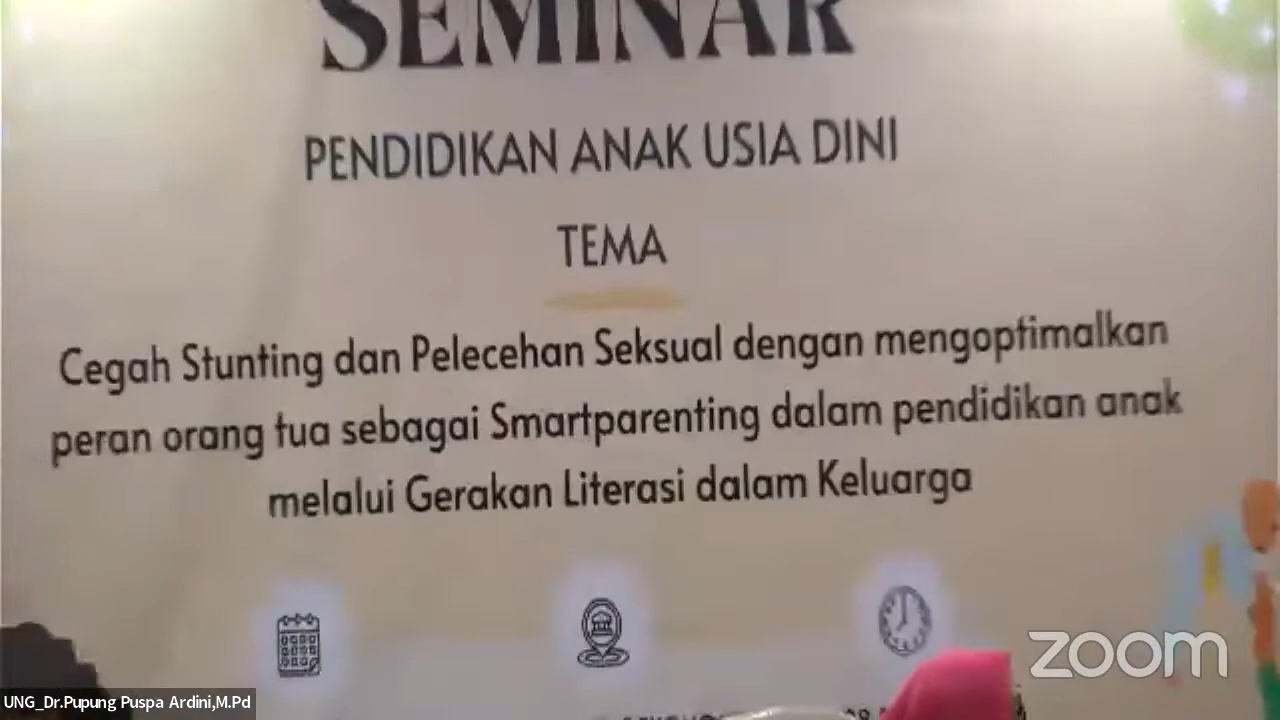 SEMINAR
PENDIDIKAN ANAK USIA DINI
TEMA
Cegah Stunting dan Pelecehan Seksual dengan mengoptimalkan
peran orang tua sebagai Smartparenting dalam pendidikan anak
melalui Gerakan Literasi dalam Keluarga
zoom
UNG_Dr.Pupung Puspa Ardini,M.Pd